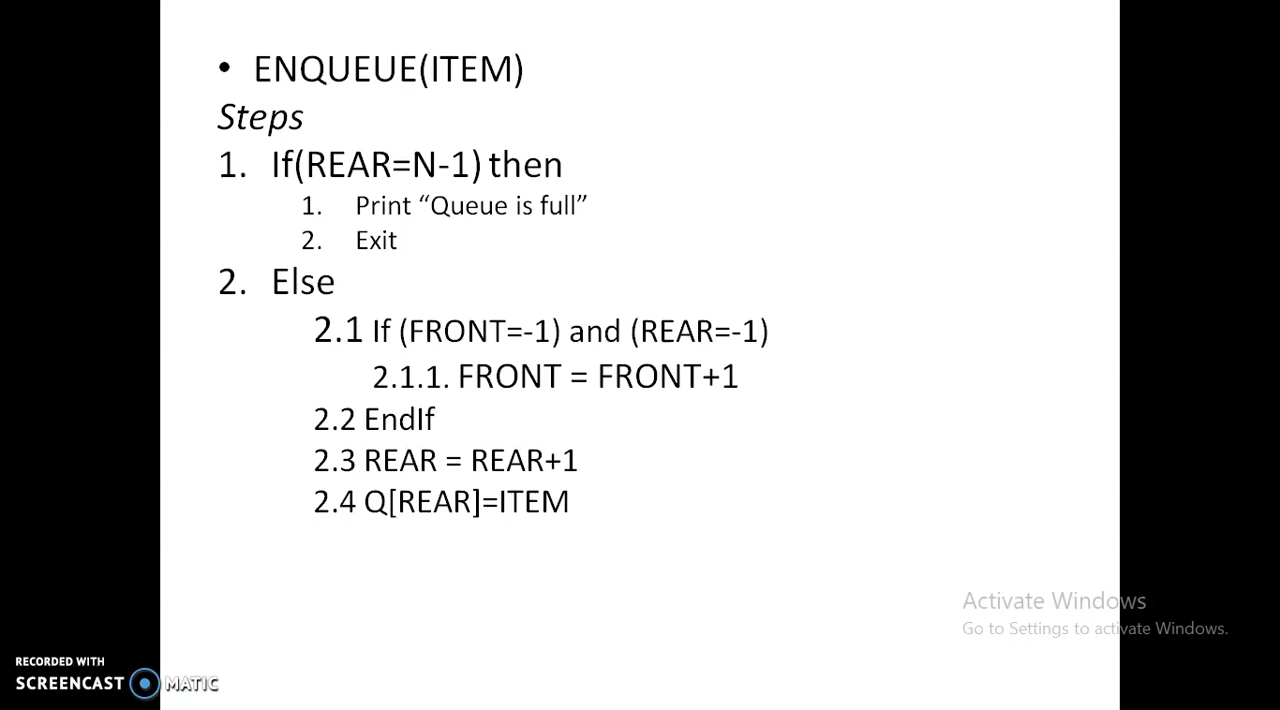 • ENQUEUE(ITEM)
Steps
1. If(REAR=N-1) then
1. Print “Queue is full”
2. Exit
2. Else
2.1 If (FRONT=-1) and (REAR=-1)
2.1.1. FRONT = FRONT+1
2.2 EndIf
2.3 REAR = REAR+1
2.4 Q[REAR]=ITEM
Activate Windows
Go to Settings to activate Windows.
RECORDED WITH
SCREENCAST MATIC